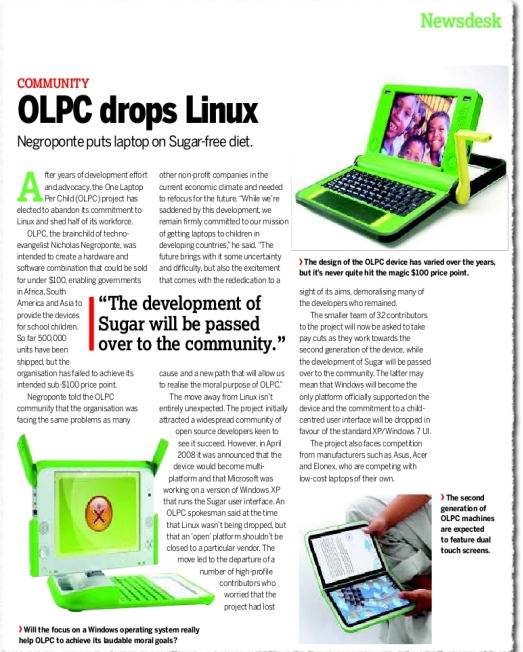 Newsdesk
COMMUNITY
OLPC drops Linux
Negroponte puts laptop on Sugar-free diet.
After years of development effort
and advocacy, the One Laptop
Per Child (OLPC) project has
elected to abandon its commitment to
Linux and shed half of its workforce.
OLPC, the brainchild of techno-
evangelist Nicholas Negroponte, was
intended to create a hardware and
software combination that could be sold
for under $100, enabling governments
in Africa, South
America and Asia to
provide the devices
for school children.
So far 500,000
units have been
shipped, but the
organisation has failed to achieve its
intended sub-$100 price point.
Negroponte told the OLPC
community that the organisation was
facing the same problems as many
other non-profit companies in the
current economic climate and needed
to refocus for the future. "While we're
saddened by this development, we
remain firmly committed to our mission
of getting laptops to children in
developing countries," he said. "The
future brings with it some uncertainty
and difficulty, but also the excitement
that comes with the rededication to a
"The development of
Sugar will be passed
over to the community."
cause and a new path that will allow us
to realise the moral purpose of OLPC."
The move away from Linux isn't
entirely unexpected. The project initially
attracted a widespread community of
open source developers keen to
see it succeed. However, in April
2008 it was announced that the
device would become multi-
platform and that Microsoft was
working on a version of Windows XP
that runs the Sugar user interface. An
OLPC spokesman said at the time
that Linux wasn't being dropped, but
that an 'open' platform shouldn't be
closed to a particular vendor. The
move led to the departure of a
number of high-profile
contributors who
worried that the
project had lost
❯ The design of the OLPC device has varied over the years,
but it's never quite hit the magic $100 price point.
sight of its aims, demoralising many of
the developers who remained.
The smaller team of 32 contributors
to the project will now be asked to take
pay cuts as they work towards the
second generation of the device, while
the development of Sugar will be passed
over to the community. The latter may
mean that Windows will become the
only platform officially supported on the
device and the commitment to a child-
centred user interface will be dropped in
favour of the standard XP/Windows 7 UI.
The project also faces competition
from manufacturers such as Asus, Acer
and Elonex, who are competing with
low-cost laptops of their own.
❯ The second
generation of
OLPC machines
are expected
to feature dual
touch screens.
❯ Will the focus on a Windows operating system really
help OLPC to achieve its laudable moral goals?